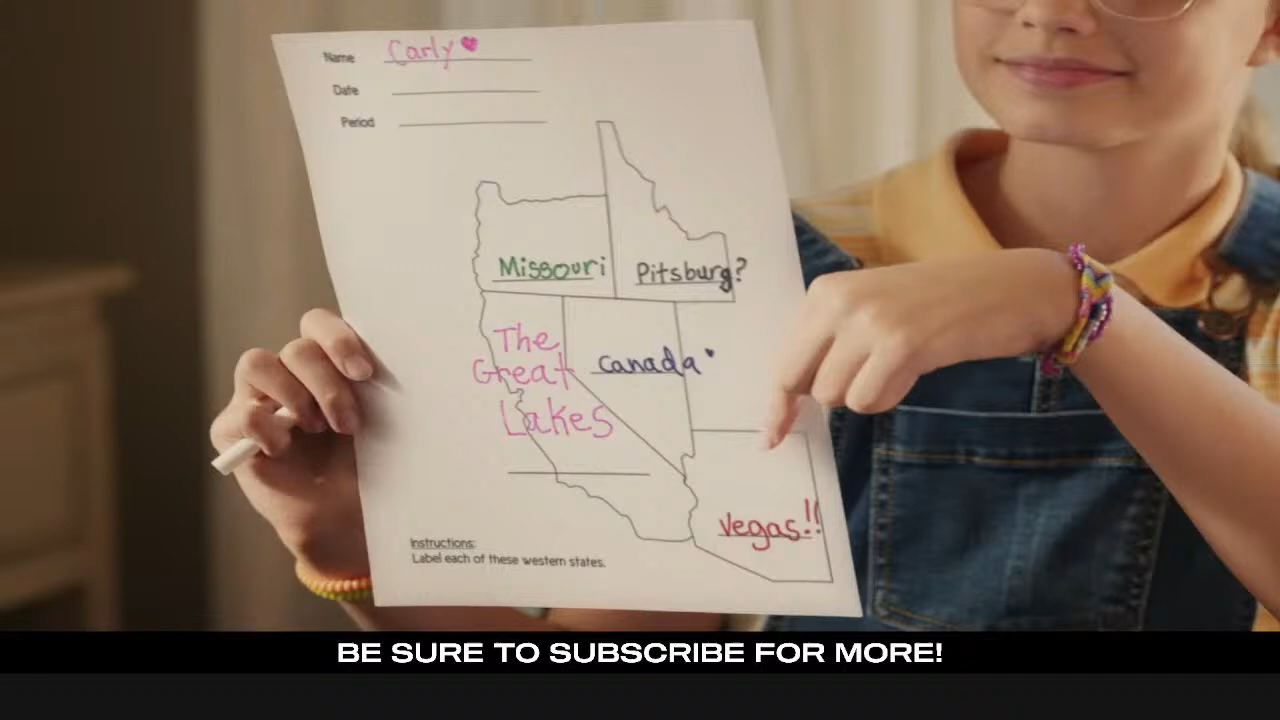 Name Carly
Date
Period
Missouri
Pitsburg?
The
Great
Lakes
Canada
Vegas!!
Instructions:
Label each of these western states.
BE SURE TO SUBSCRIBE FOR MORE!